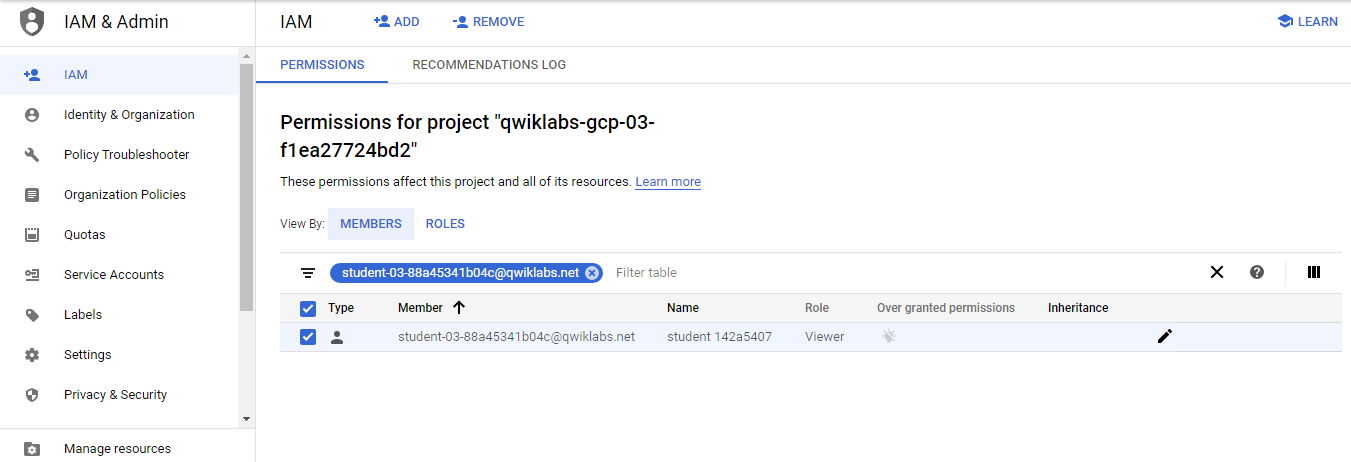 IAM & Admin
IAM
Identity & Organization
Policy Troubleshooter
Organization Policies
Quotas
Service Accounts
Labels
Settings
Privacy & Security
Manage resources
IAM
ADD
REMOVE
LEARN
PERMISSIONS
RECOMMENDATIONS LOG
Permissions for project "qwiklabs-gcp-03-
f1ea27724bd2"
These permissions affect this project and all of its resources. Learn more
View By: MEMBERS ROLES
student-03-88a45341b04c@qwiklabs.net Filter table
Type Member Name Role Over granted permissions Inheritance
student-03-88a45341b04c@qwiklabs.net student 142a5407 Viewer